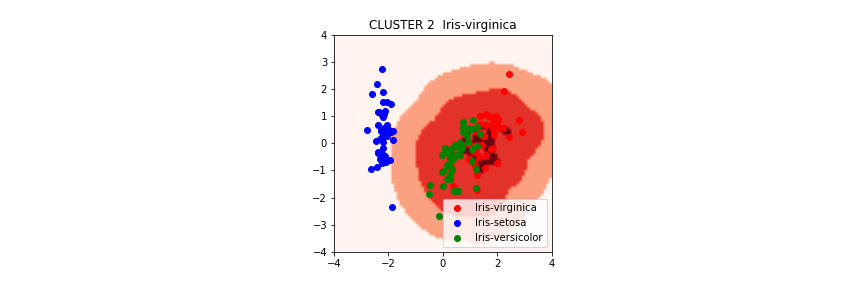 CLUSTER 2  Iris-virginica
4
3
2
1
0
−1
−2
−3
−4
Iris-virginica
Iris-setosa
Iris-versicolor
−4 −2 0 2 4